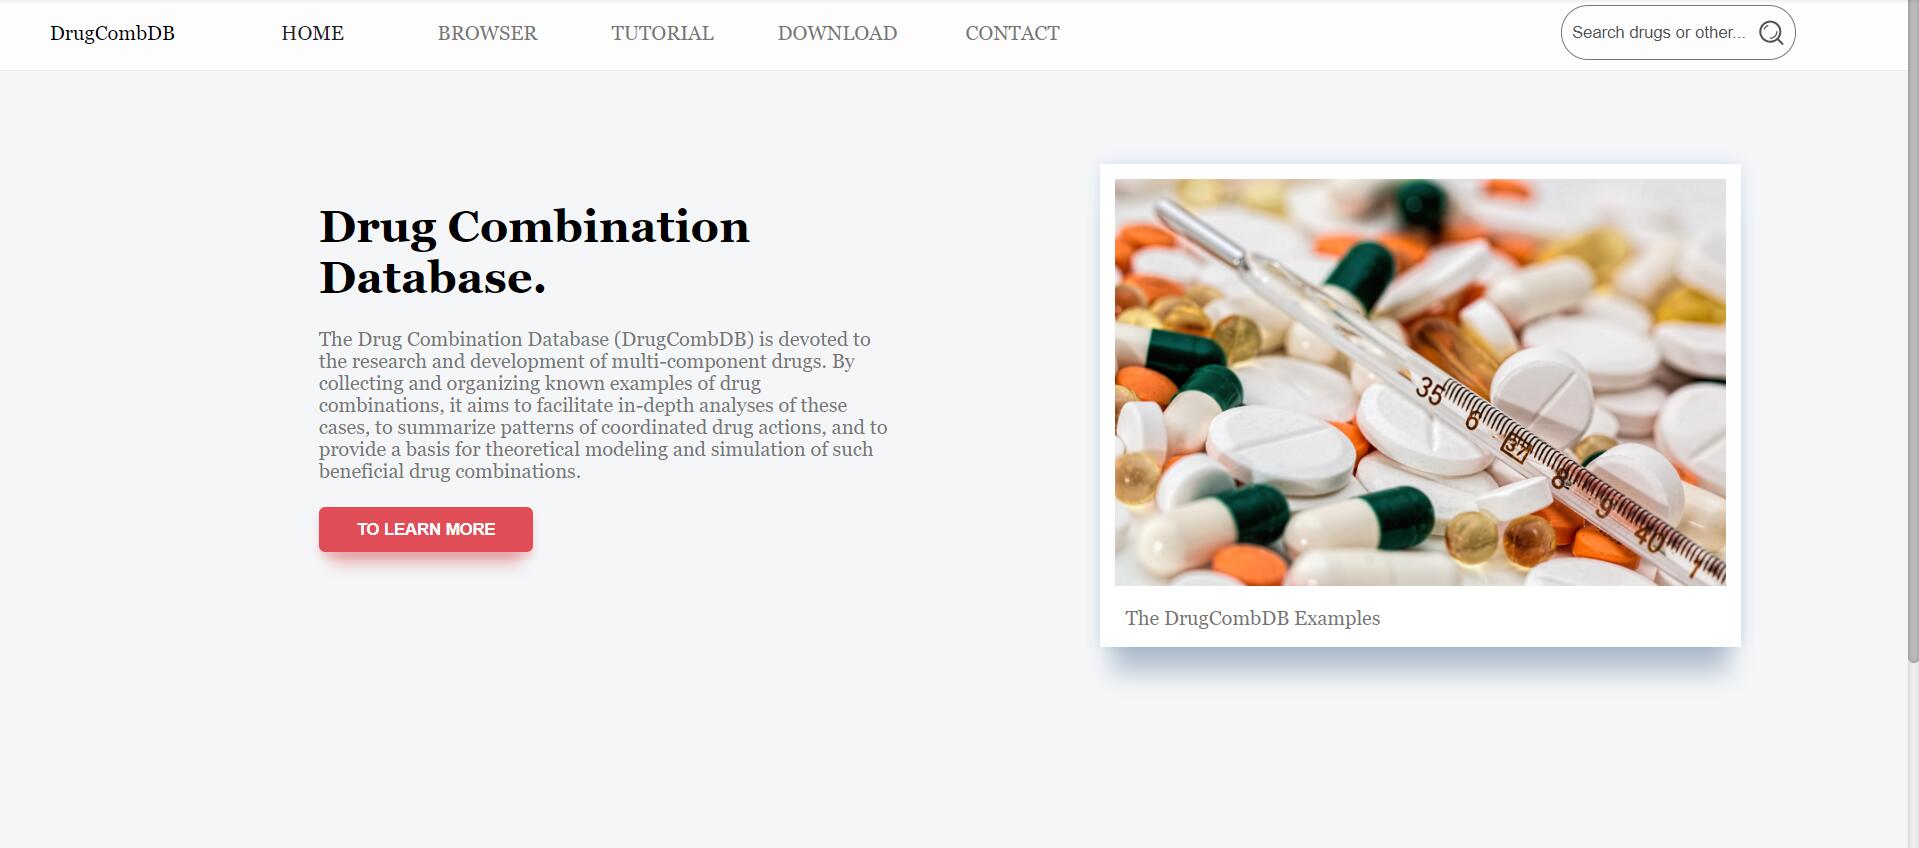 DrugCombDB HOME BROWSER TUTORIAL DOWNLOAD CONTACT Search drugs or other...
Drug Combination
Database.
The Drug Combination Database (DrugCombDB) is devoted to
the research and development of multi-component drugs. By
collecting and organizing known examples of drug
combinations, it aims to facilitate in-depth analyses of these
cases, to summarize patterns of coordinated drug actions, and to
provide a basis for theoretical modeling and simulation of such
beneficial drug combinations.
TO LEARN MORE
35 6 37 8 9 40 1
The DrugCombDB Examples